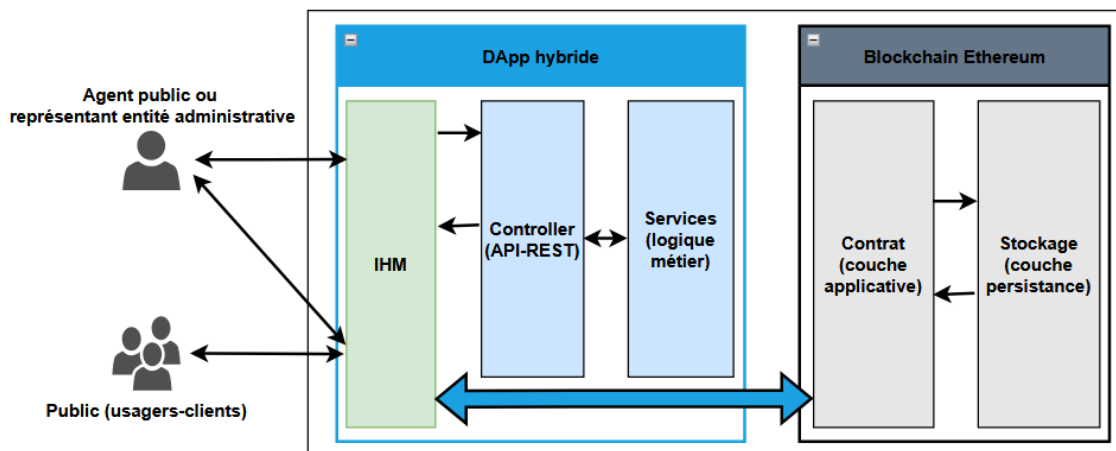 DApp hybride
Blockchain Ethereum
Agent public ou
représentant entité administrative
IHM
Controller
(API-REST)
Services
(logique
métier)
Contrat
(couche
applicative)
Stockage
(couche
persistance)
Public (usagers-clients)